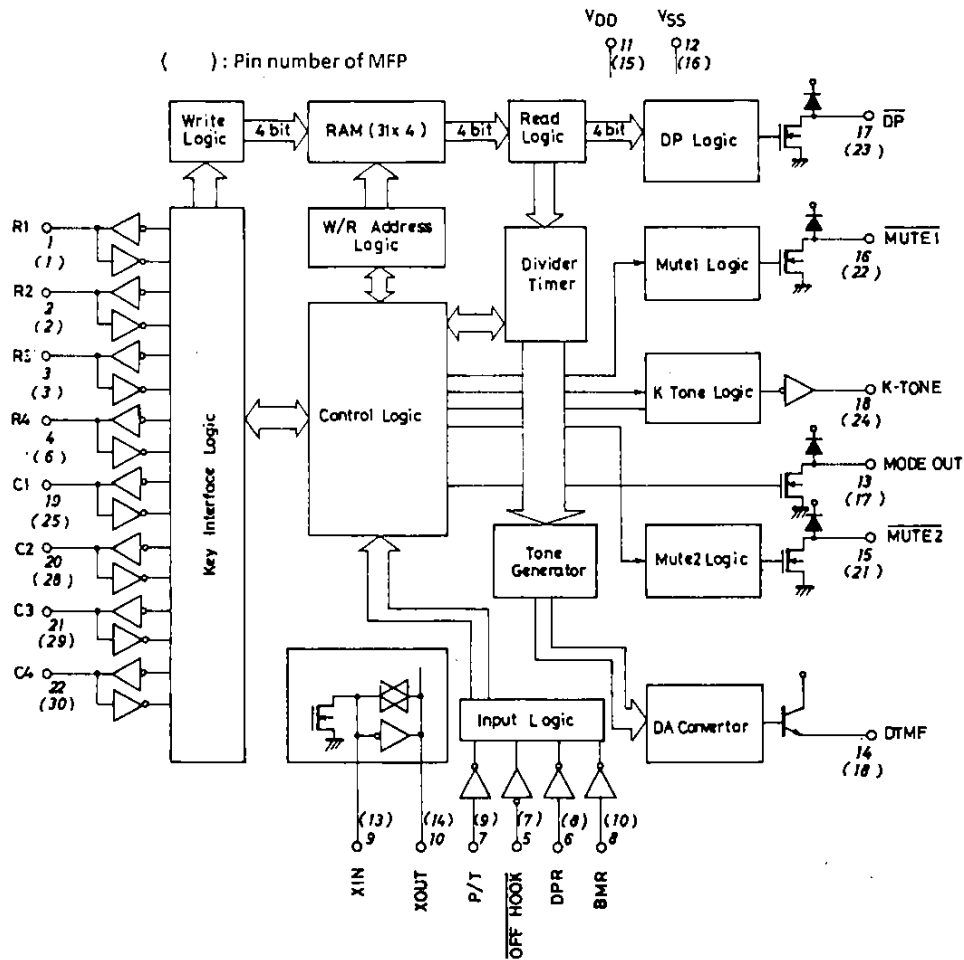 VDD VSS
11 12
(15) (16)
( ) : Pin number of MFP
Write Logic
4 bit
RAM (31x4)
4 bit
Read Logic
4 bit
DP Logic
DP
17
(23)
R1
1
(1)
R2
2
(2)
R3
3
(3)
R4
4
(6)
C1
19
(25)
C2
20
(28)
C3
21
(29)
C4
22
(30)
Key Interface Logic
W/R Address Logic
Control Logic
Divider Timer
Tone Generator
Mute1 Logic
MUTE1
16
(22)
K Tone Logic
K-TONE
18
(24)
MODE OUT
13
(17)
Mute2 Logic
MUTE2
15
(21)
Input Logic
DA Convertor
DTMF
14
(18)
(13)
9
XIN
(14)
10
XOUT
(9)
7
P/T
(7)
5
OFF HOOK
(8)
6
DPR
(10)
8
BMR